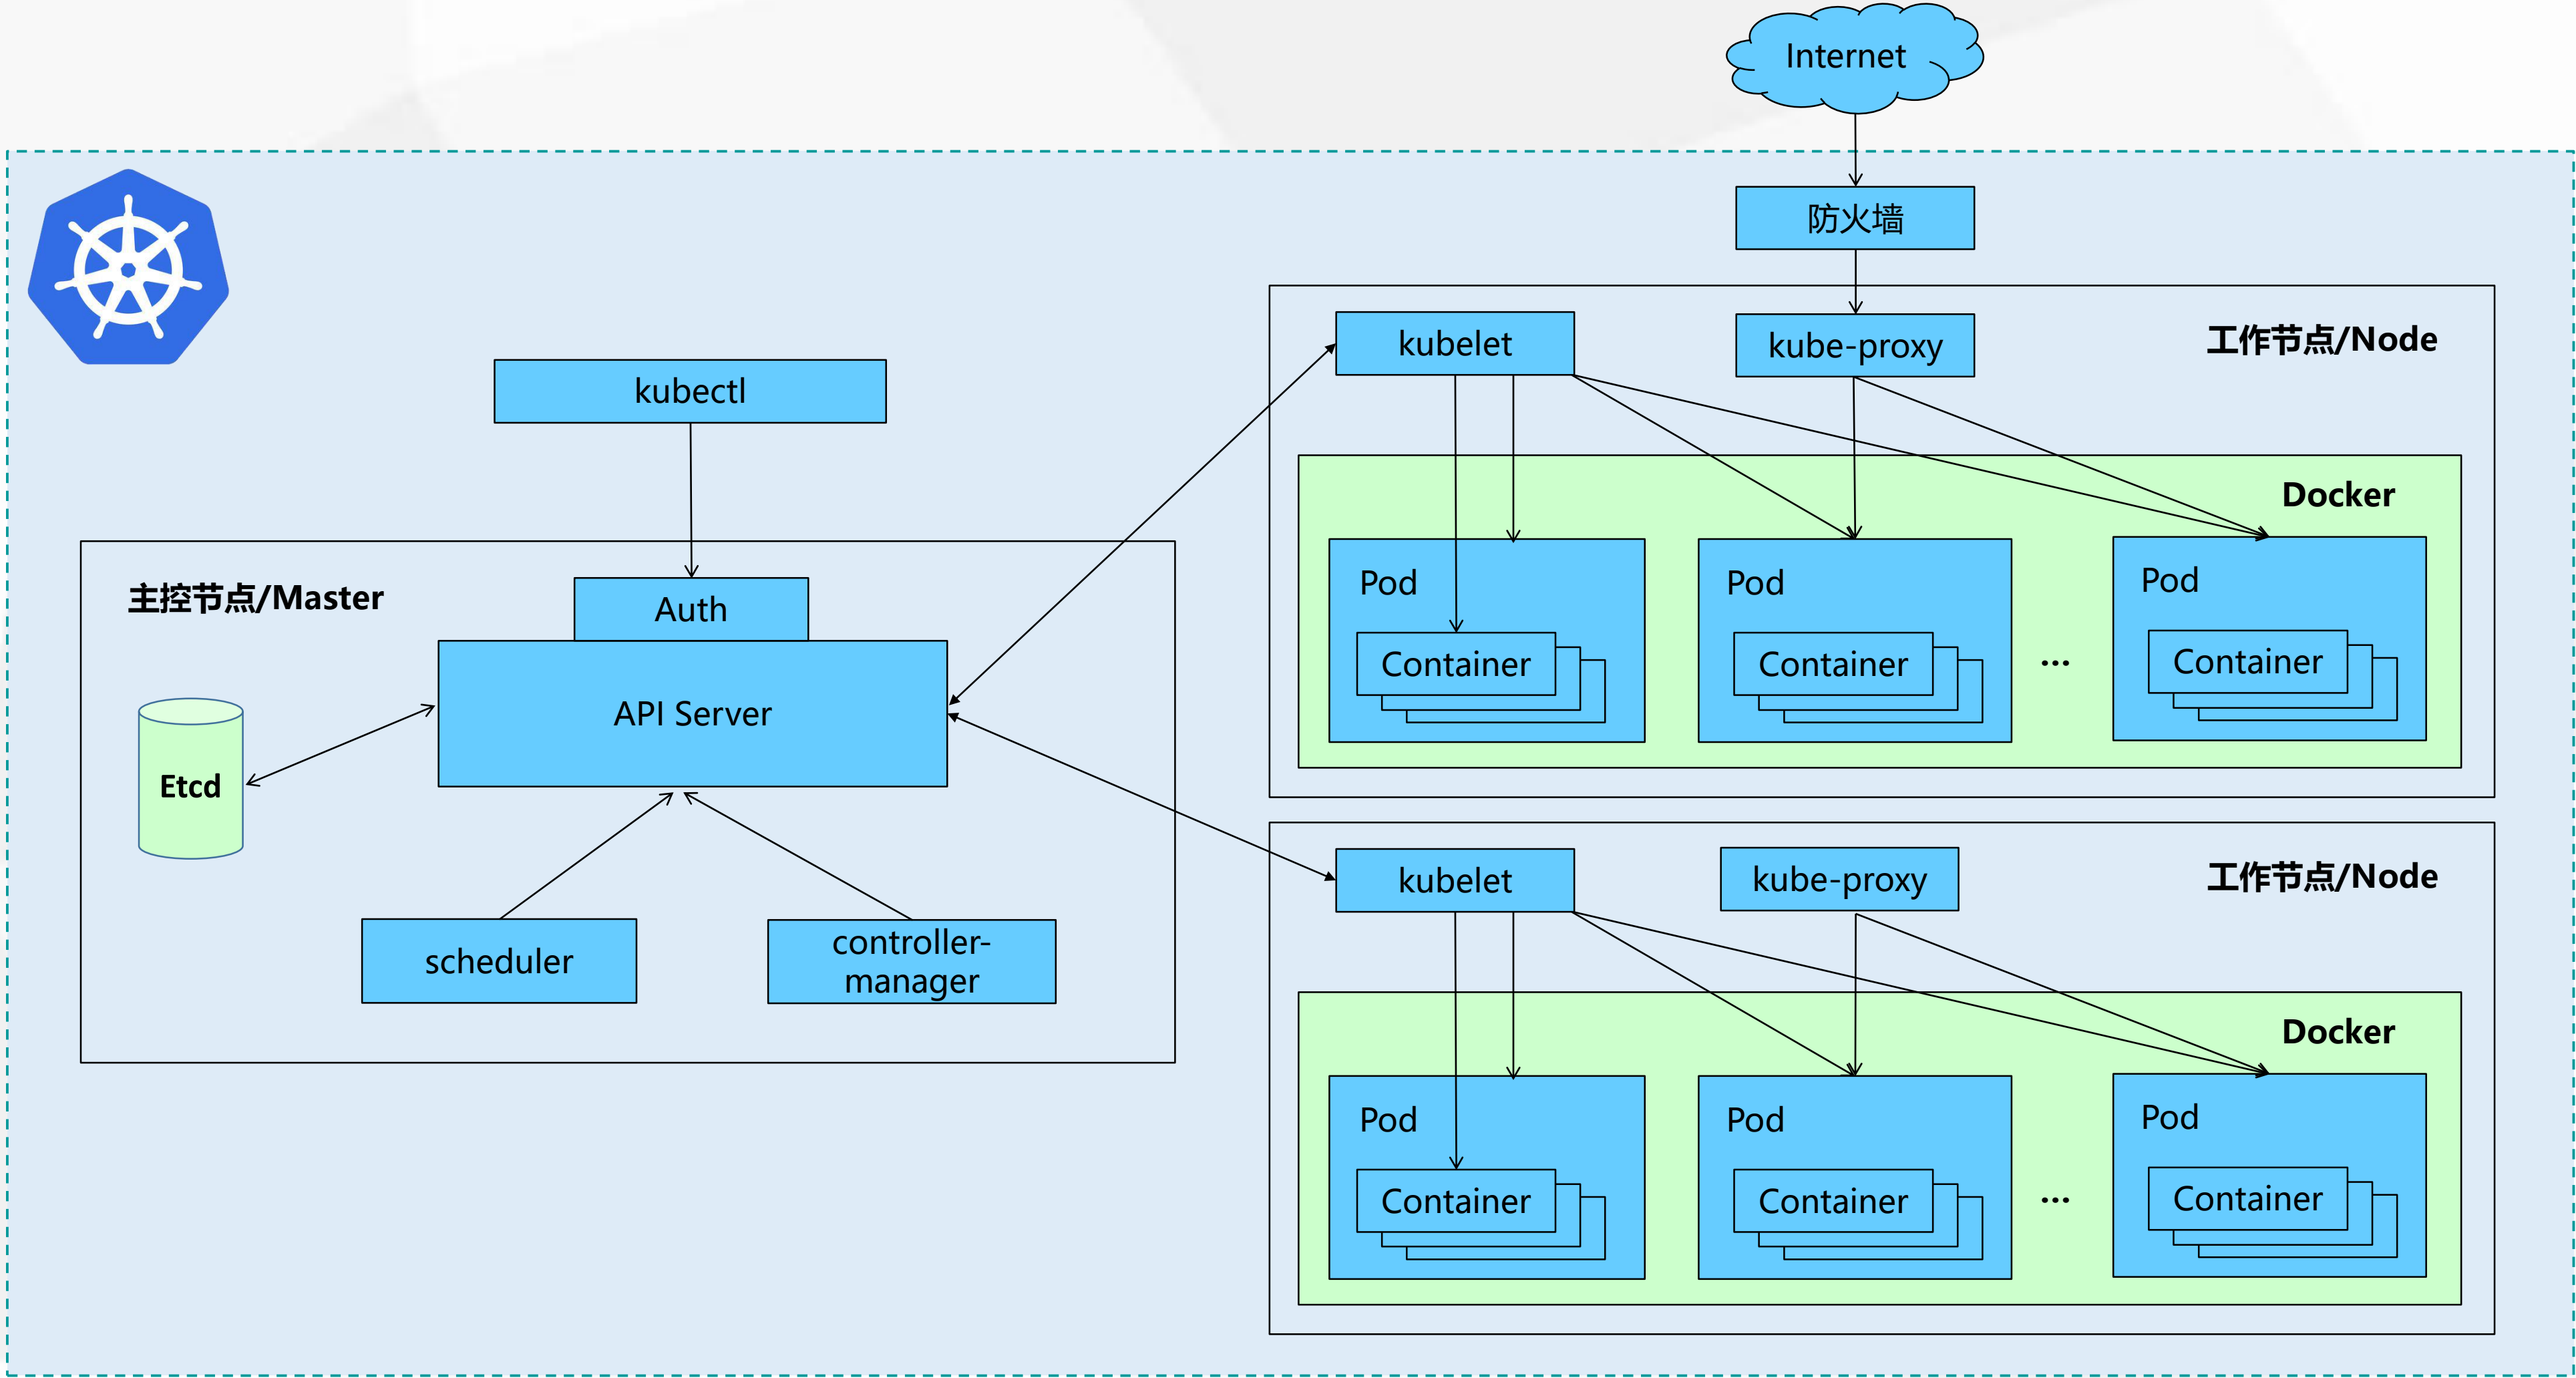 Internet
防火墙
kubelet
kube-proxy
工作节点/Node
kubectl
Docker
主控节点/Master
Auth
API Server
Etcd
scheduler
controller-
manager
Pod
Container
Pod
Container
...
Pod
Container
kubelet
kube-proxy
工作节点/Node
Docker
Pod
Container
Pod
Container
...
Pod
Container